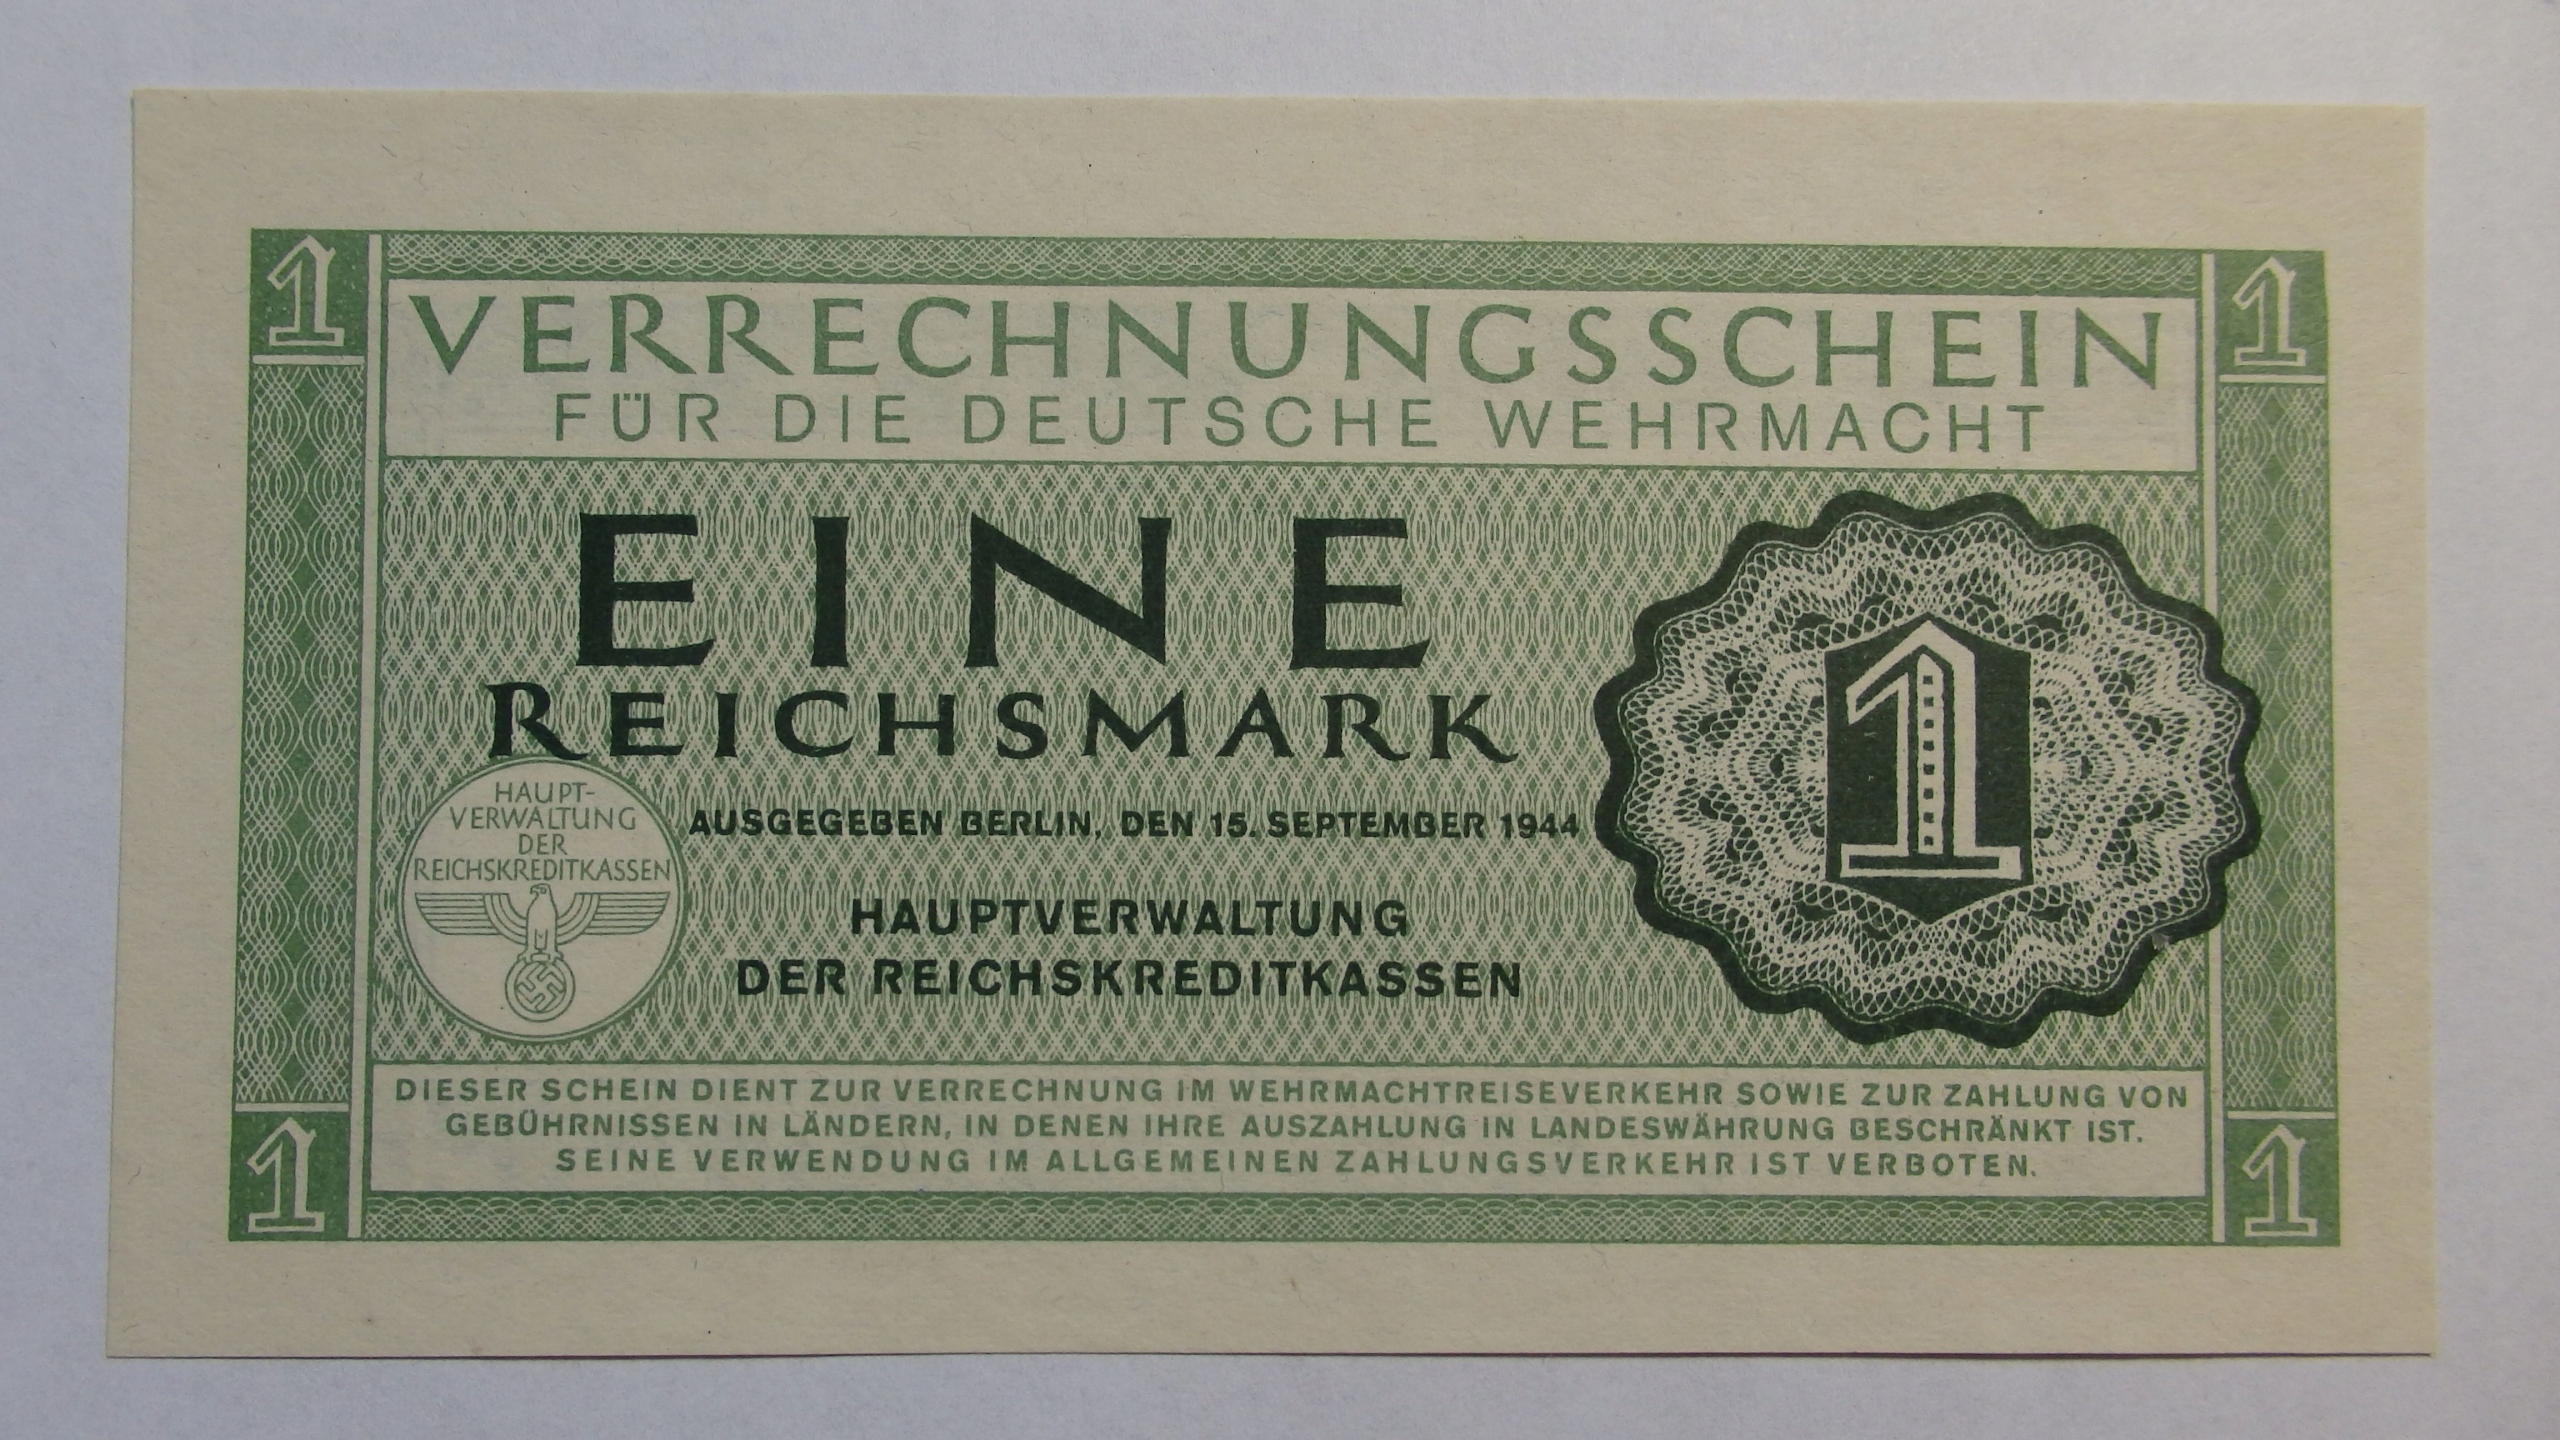 1
1
VERRECHNUNGSSCHEIN
FÜR DIE DEUTSCHE WEHRMACHT
EINE
REICHSMARK
1
HAUPT-
VERWALTUNG
DER
REICHSKREDITKASSEN
AUSGEGEBEN BERLIN, DEN 15. SEPTEMBER 1944
HAUPTVERWALTUNG
DER REICHSKREDITKASSEN
DIESER SCHEIN DIENT ZUR VERRECHNUNG IM WEHRMACHTREISEVERKEHR SOWIE ZUR ZAHLUNG VON
GEBÜHRNISSEN IN LÄNDERN, IN DENEN IHRE AUSZAHLUNG IN LANDESWÄHRUNG BESCHRÄNKT IST.
SEINE VERWENDUNG IM ALLGEMEINEN ZAHLUNGSVERKEHR IST VERBOTEN.
1
1